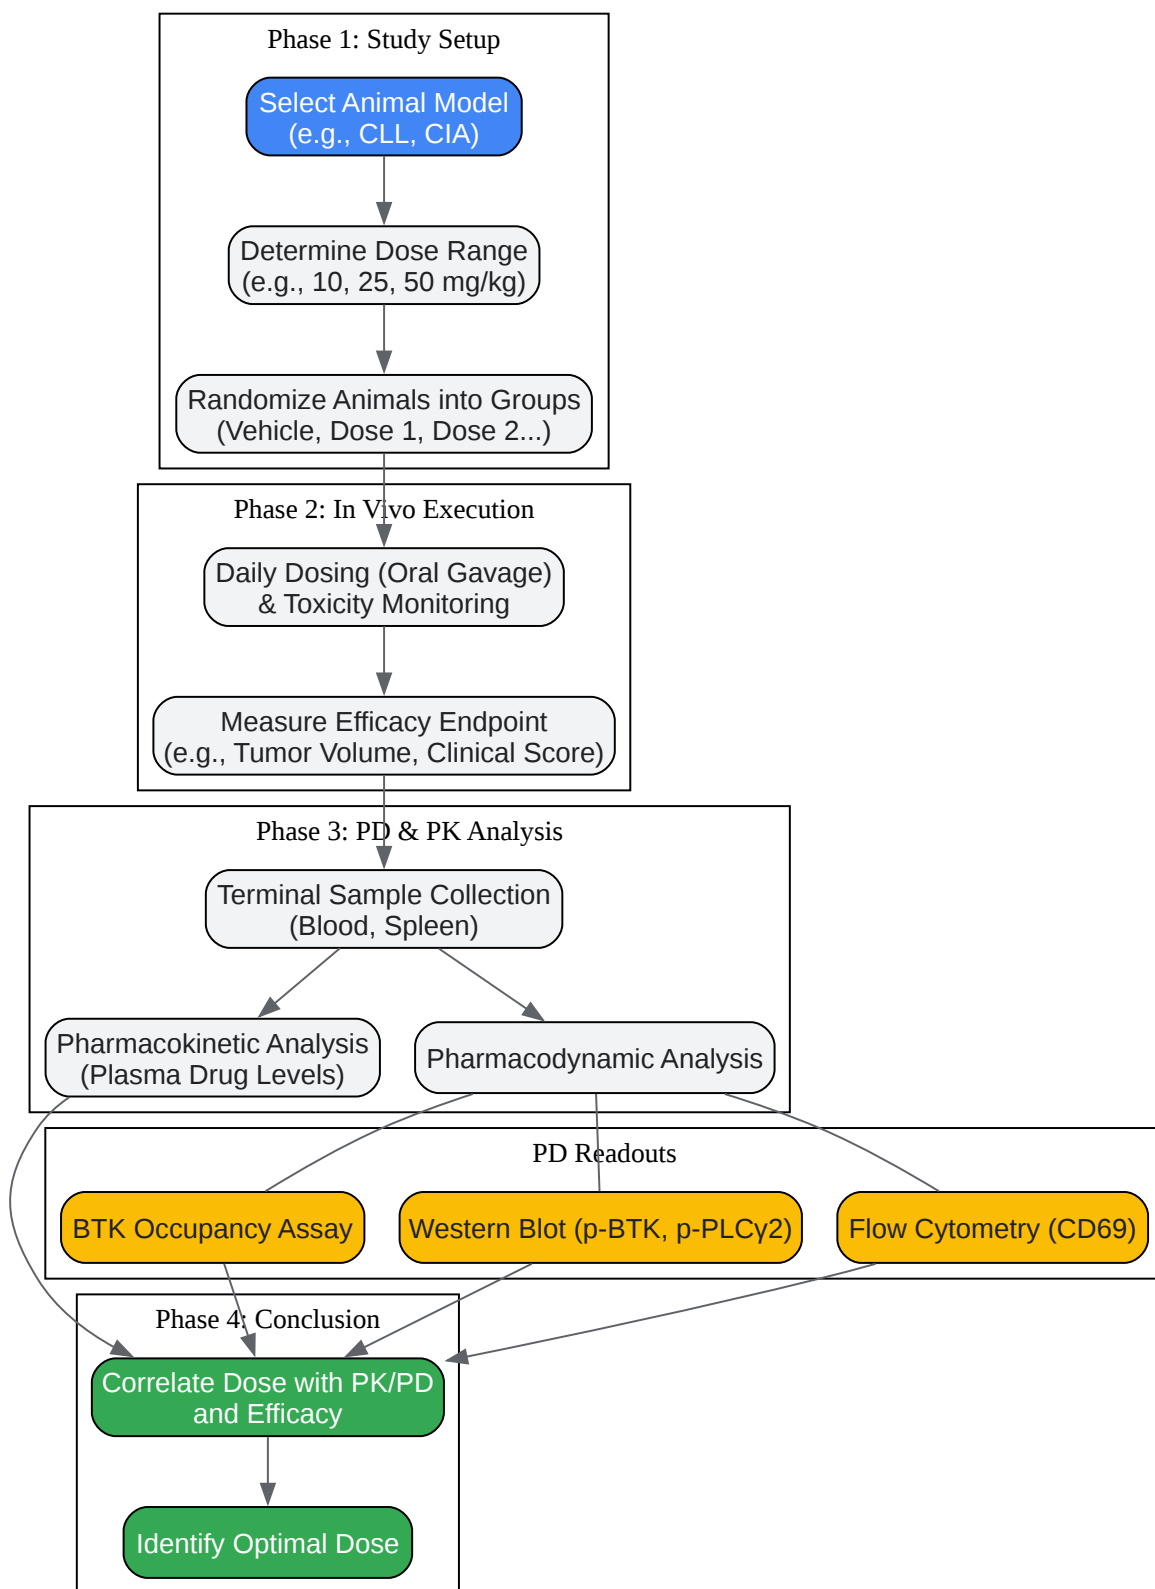 Phase 1: Study Setup
Select Animal Model
(e.g., CLL, CIA)
Determine Dose Range
(e.g., 10, 25, 50 mg/kg)
Randomize Animals into Groups
(Vehicle, Dose 1, Dose 2...)
Phase 2: In Vivo Execution
Daily Dosing (Oral Gavage)
& Toxicity Monitoring
Measure Efficacy Endpoint
(e.g., Tumor Volume, Clinical Score)
Phase 3: PD & PK Analysis
Terminal Sample Collection
(Blood, Spleen)
Pharmacokinetic Analysis
(Plasma Drug Levels)
Pharmacodynamic Analysis
PD Readouts
BTK Occupancy Assay
Western Blot (p-BTK, p-PLCγ2)
Flow Cytometry (CD69)
Phase 4: Conclusion
Correlate Dose with PK/PD
and Efficacy
Identify Optimal Dose